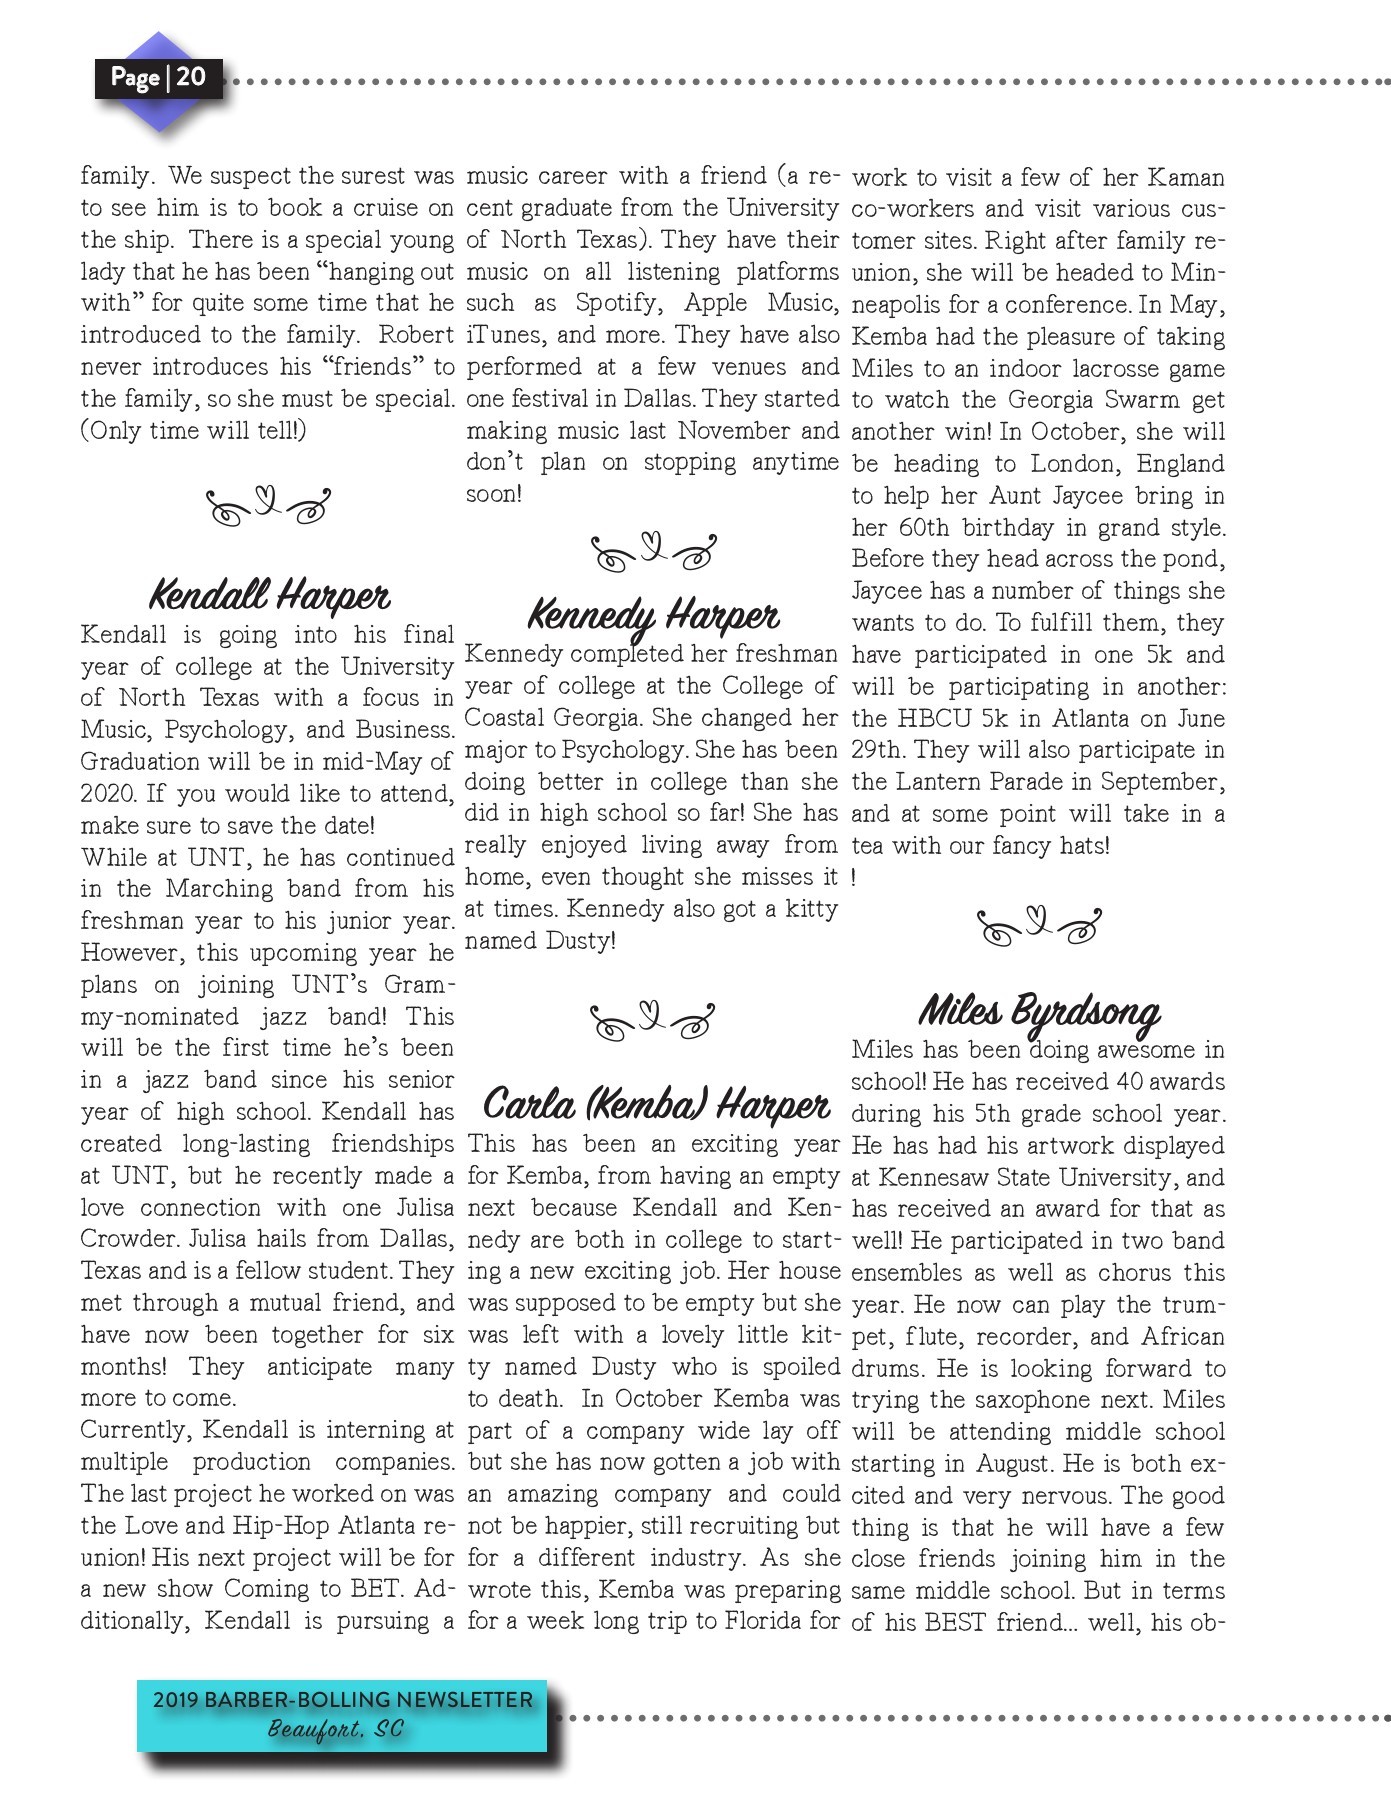 Page | 20
family.  We suspect the surest was
to see him is to book a cruise on
the ship.  There is a special young
lady that he has been “hanging out
with” for quite some time that he
introduced to the family.  Robert
never introduces his “friends” to
the family, so she must be special.
(Only time will tell!)
Kendall Harper
Kendall is going into his final
year of college at the University
of North Texas with a focus in
Music, Psychology, and Business.
Graduation will be in mid-May of
2020. If you would like to attend,
make sure to save the date!
While at UNT, he has continued
in the Marching band from his
freshman year to his junior year.
However, this upcoming year he
plans on joining UNT’s Gram-
my-nominated jazz band! This
will be the first time he’s been
in a jazz band since his senior
year of high school. Kendall has
created long-lasting friendships
at UNT, but he recently made a
love connection with one Julisa
Crowder. Julisa hails from Dallas,
Texas and is a fellow student. They
met through a mutual friend, and
have now been together for six
months! They anticipate many
more to come.
Currently, Kendall is interning at
multiple production companies.
The last project he worked on was
the Love and Hip-Hop Atlanta re-
union! His next project will be for
a new show Coming to BET. Ad-
ditionally, Kendall is pursuing a
music career with a friend (a re-
cent graduate from the University
of North Texas). They have their
music on all listening platforms
such as Spotify, Apple Music,
iTunes, and more. They have also
performed at a few venues and
one festival in Dallas. They started
making music last November and
don’t plan on stopping anytime
soon!
Kennedy Harper
Kennedy completed her freshman
year of college at the College of
Coastal Georgia. She changed her
major to Psychology. She has been
doing better in college than she
did in high school so far! She has
really enjoyed living away from
home, even thought she misses it
at times. Kennedy also got a kitty
named Dusty!
Carla (Kemba) Harper
This has been an exciting year
for Kemba, from having an empty
next because Kendall and Ken-
nedy are both in college to start-
ing a new exciting job. Her house
was supposed to be empty but she
was left with a lovely little kit-
ty named Dusty who is spoiled
to death.  In October Kemba was
part of a company wide lay off
but she has now gotten a job with
an amazing company and could
not be happier, still recruiting but
for a different industry. As she
wrote this, Kemba was preparing
for a week long trip to Florida for
work to visit a few of her Kaman
co-workers and visit various cus-
tomer sites. Right after family re-
union, she will be headed to Min-
neapolis for a conference. In May,
Kemba had the pleasure of taking
Miles to an indoor lacrosse game
to watch the Georgia Swarm get
another win! In October, she will
be heading to London, England
to help her Aunt Jaycee bring in
her 60th birthday in grand style.
Before they head across the pond,
Jaycee has a number of things she
wants to do. To fulfill them, they
have participated in one 5k and
will be participating in another:
the HBCU 5k in Atlanta on June
29th. They will also participate in
the Lantern Parade in September,
and at some point will take in a
tea with our fancy hats!
!
Miles Byrdsong
Miles has been doing awesome in
school! He has received 40 awards
during his 5th grade school year.
He has had his artwork displayed
at Kennesaw State University, and
has received an award for that as
well! He participated in two band
ensembles as well as chorus this
year. He now can play the trum-
pet, flute, recorder, and African
drums. He is looking forward to
trying the saxophone next. Miles
will be attending middle school
starting in August. He is both ex-
cited and very nervous. The good
thing is that he will have a few
close friends joining him in the
same middle school. But in terms
of his BEST friend... well, his ob-
2019 BARBER-BOLLING NEWSLETTER
Beaufort, SC